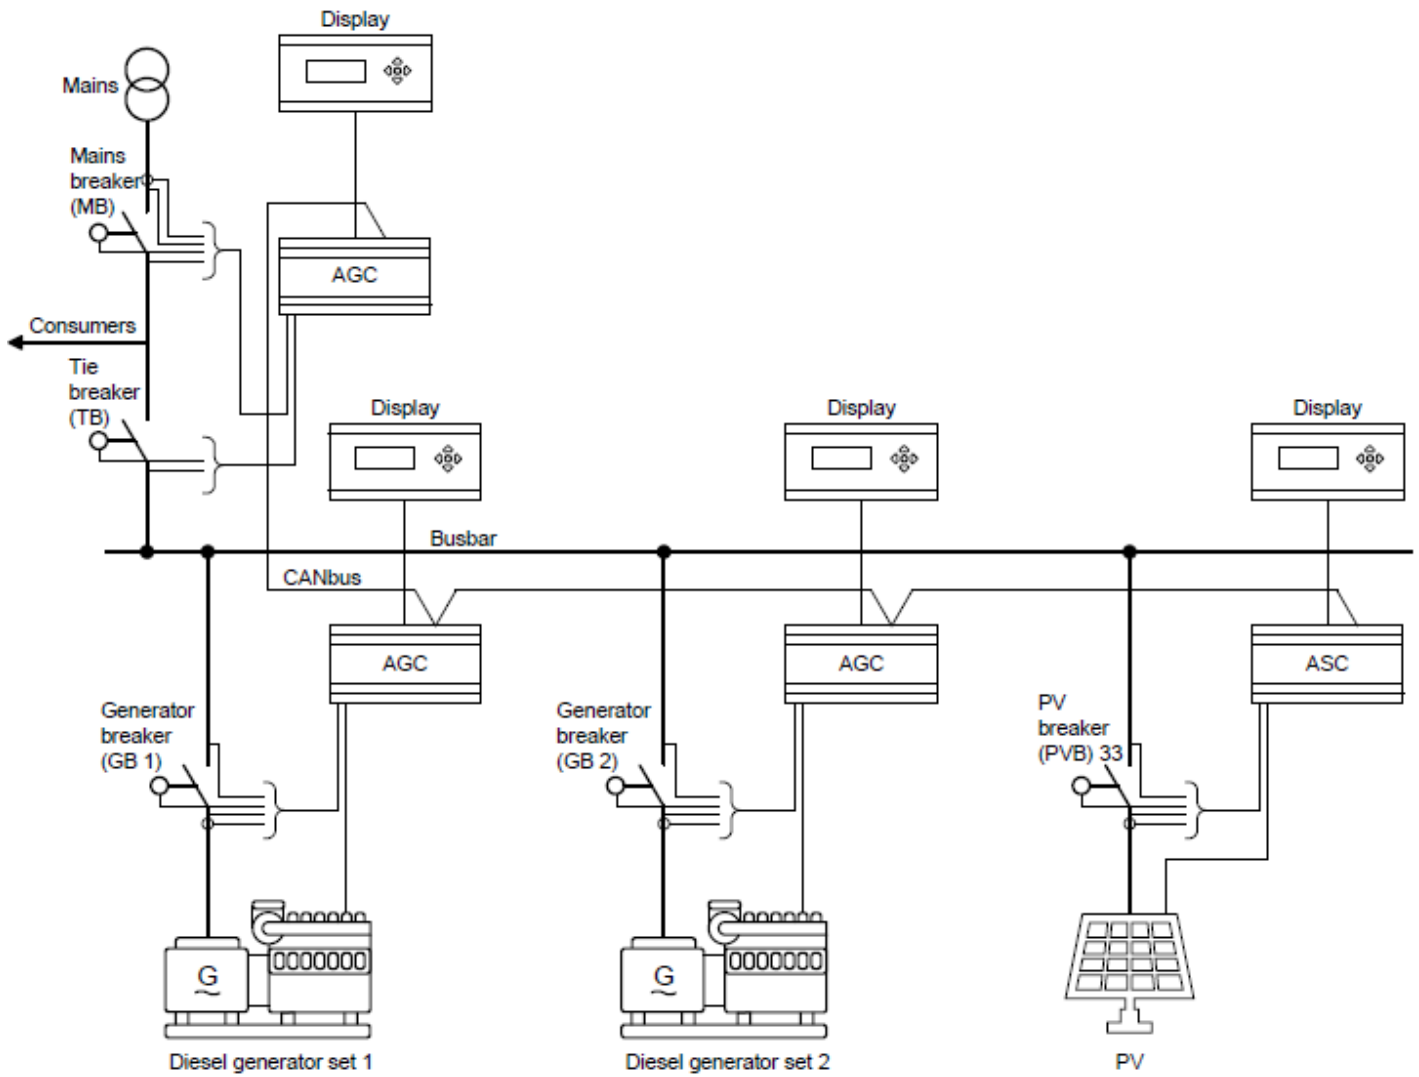 Display
Mains
Mains
breaker
(MB)
AGC
Consumers
Tie
breaker
(TB)
Display
Display
Display
Busbar
CANbus
AGC
AGC
ASC
Generator
breaker
(GB 1)
Generator
breaker
(GB 2)
PV
breaker
(PVB) 33
G
G
Diesel generator set 1
Diesel generator set 2
PV